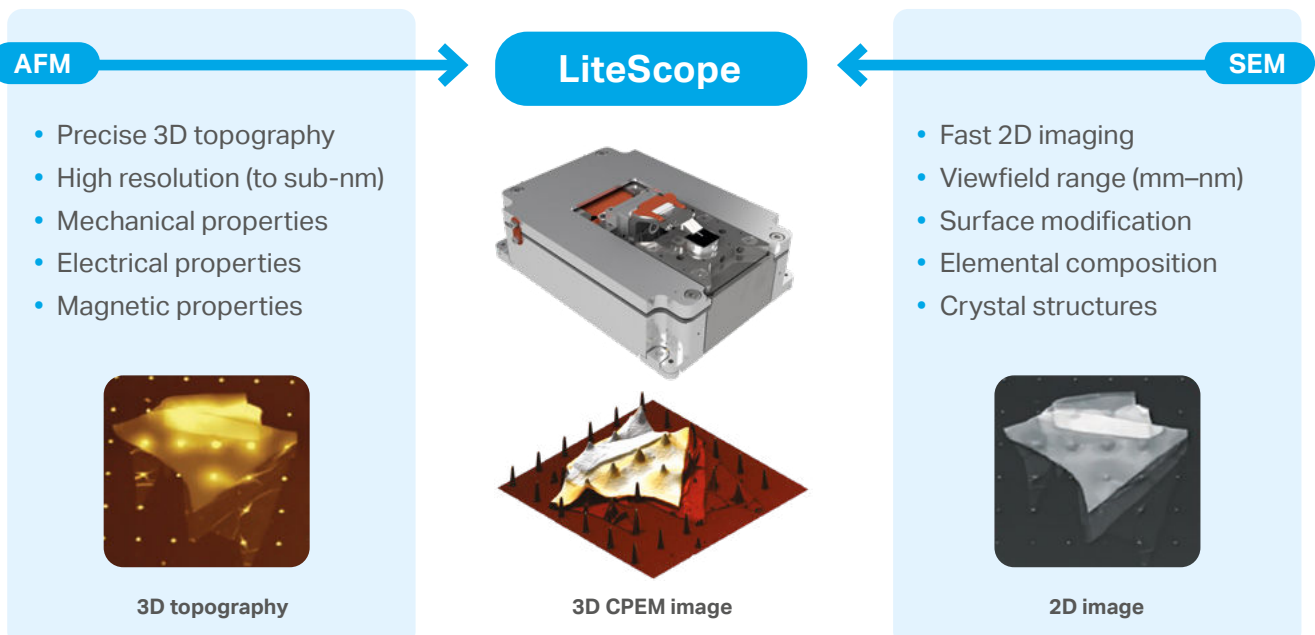 AFM
LiteScope
SEM
• Precise 3D topography
• High resolution (to sub-nm)
• Mechanical properties
• Electrical properties
• Magnetic properties
• Fast 2D imaging
• Viewfield range (mm–nm)
• Surface modification
• Elemental composition
• Crystal structures
3D topography
3D CPEM image
2D image